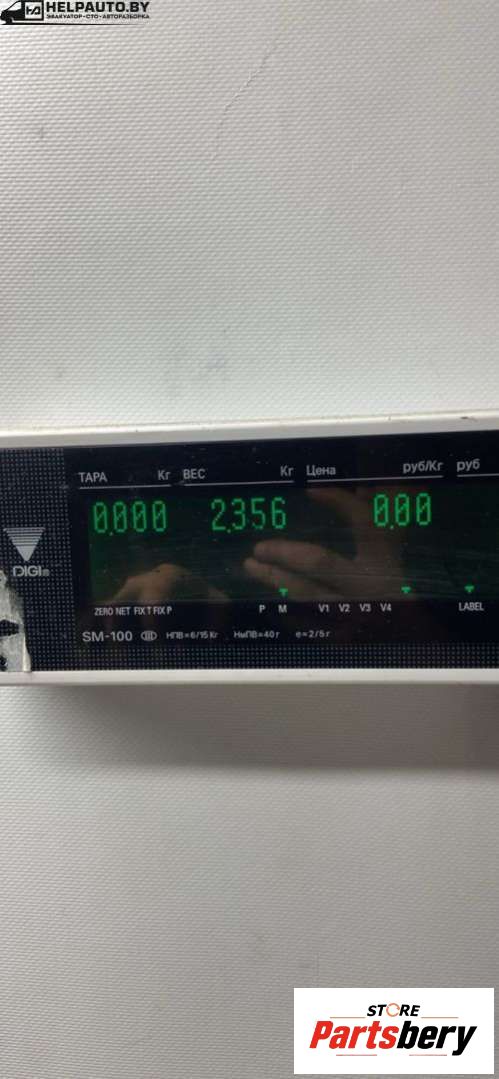 HELPAUTO.BY
ЭВАКУАТОР-СТО-АВТОРАЗБОРКА
ТАРА Кг ВЕС Кг Цена руб/Кг руб
0,000 2,356 0,00
DIGI
ZERO NET FIX T FIX P P M V1 V2 V3 V4 LABEL
SM-100 III НПВ=6/15 Кг НмПВ=40 г e=2/5 г
STORE
Partsbery